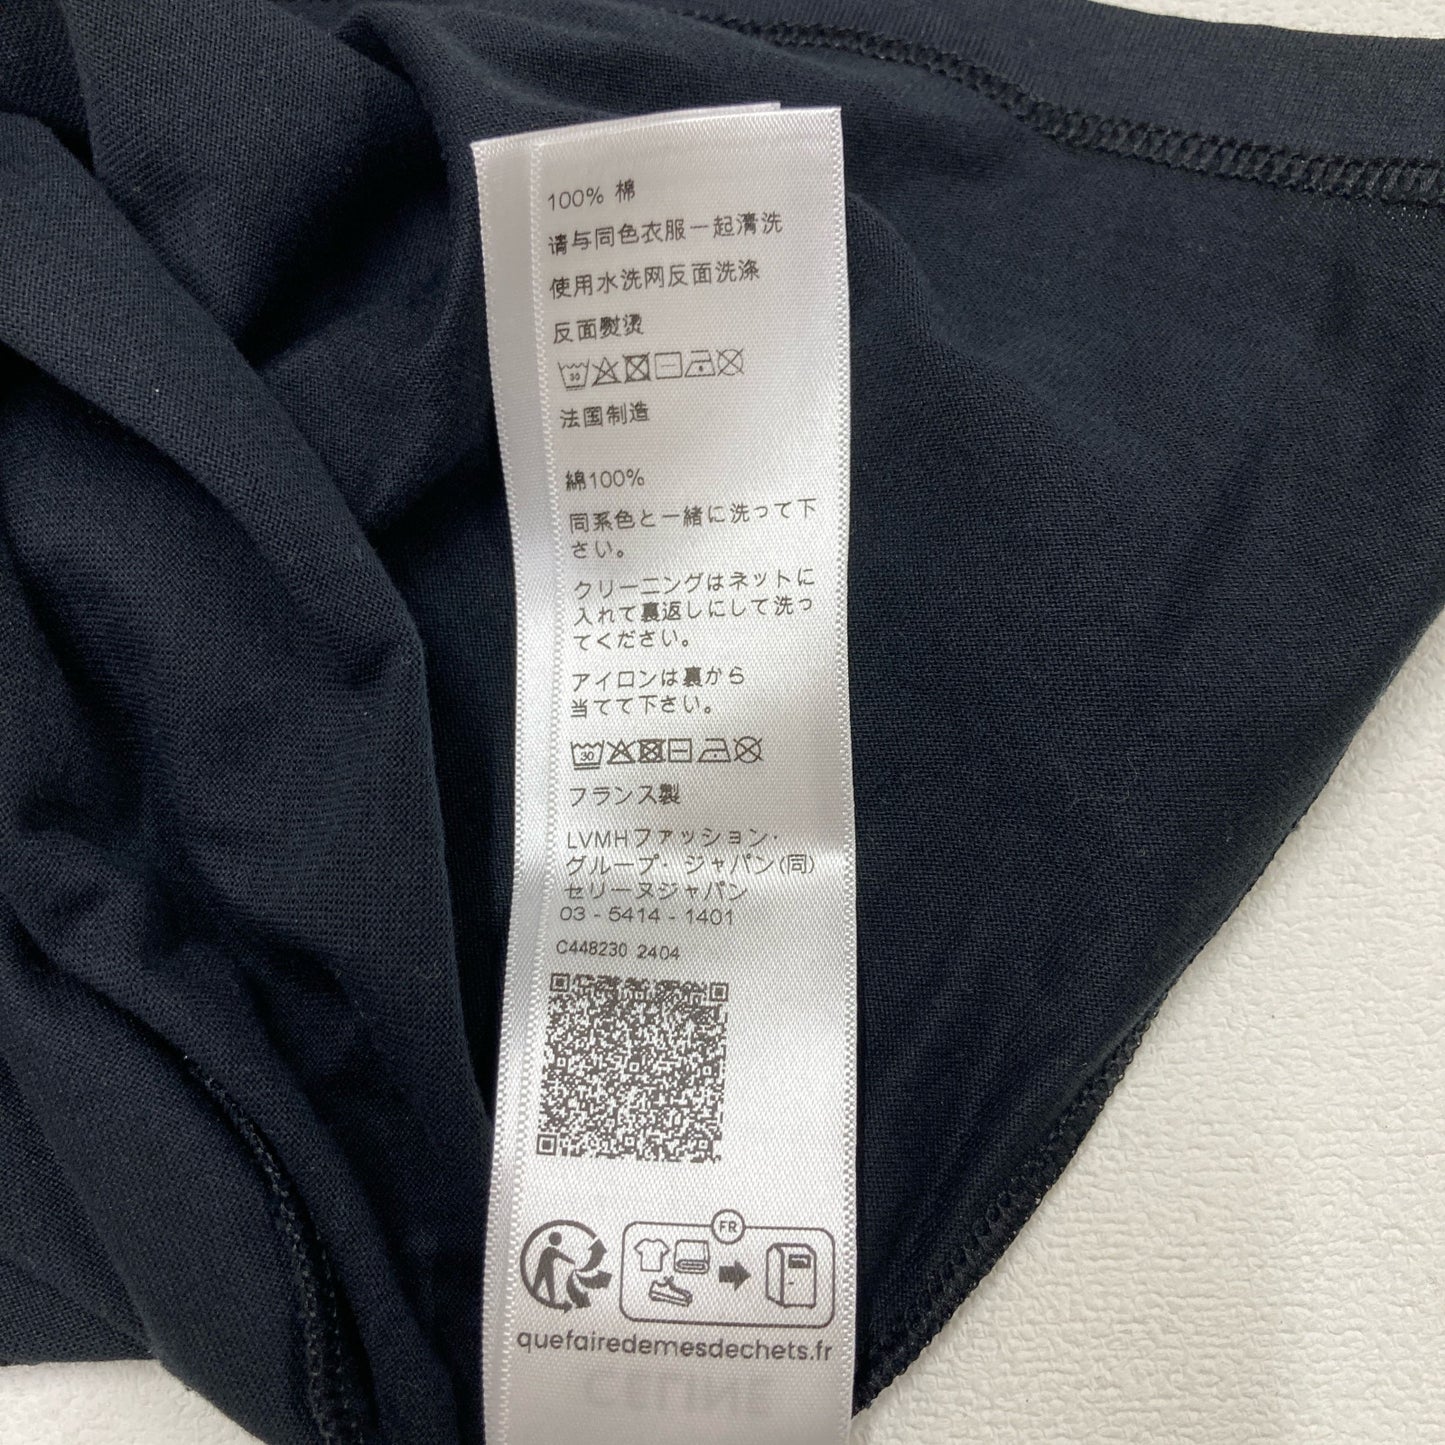 100% 棉
请与同色衣服一起清洗
使用水洗网反面洗涤
反面熨烫
30
法国制造
綿100%
同系色と一緒に洗って下
さい。
クリーニングはネットに
入れて裏返しにして洗っ
てください。
アイロンは裏から
当てて下さい。
30
フランス製
LVMHファッション・
グループ・ジャパン(同)
セリーヌジャパン
03 - 5414 - 1401
C448230 2404
FR
quefairedemesdechets.fr
CELINE